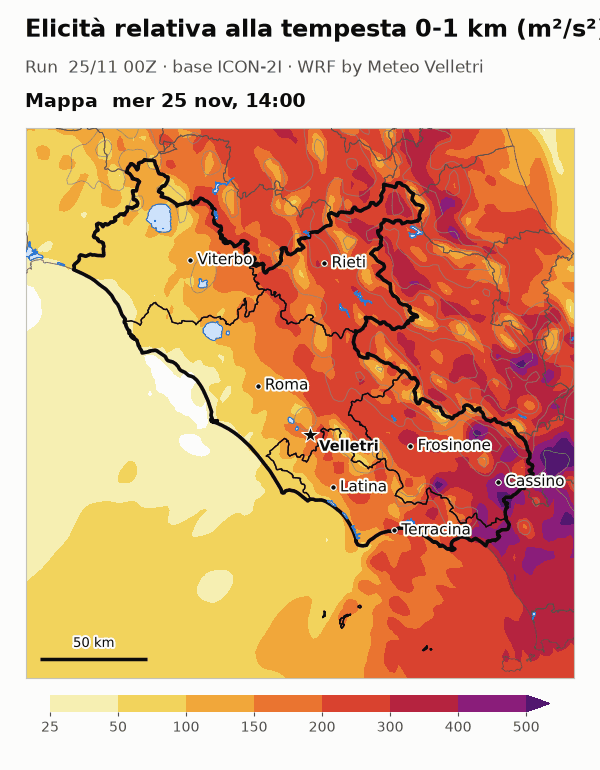 Elicità relativa alla tempesta 0-1 km (m²/s²)
Run 25/11 00Z · base ICON-2I · WRF by Meteo Velletri
Mappa mer 25 nov, 14:00
Viterbo
Rieti
Roma
Velletri
Frosinone
Cassino
Latina
Terracina
50 km
25 50 100 150 200 300 400 500